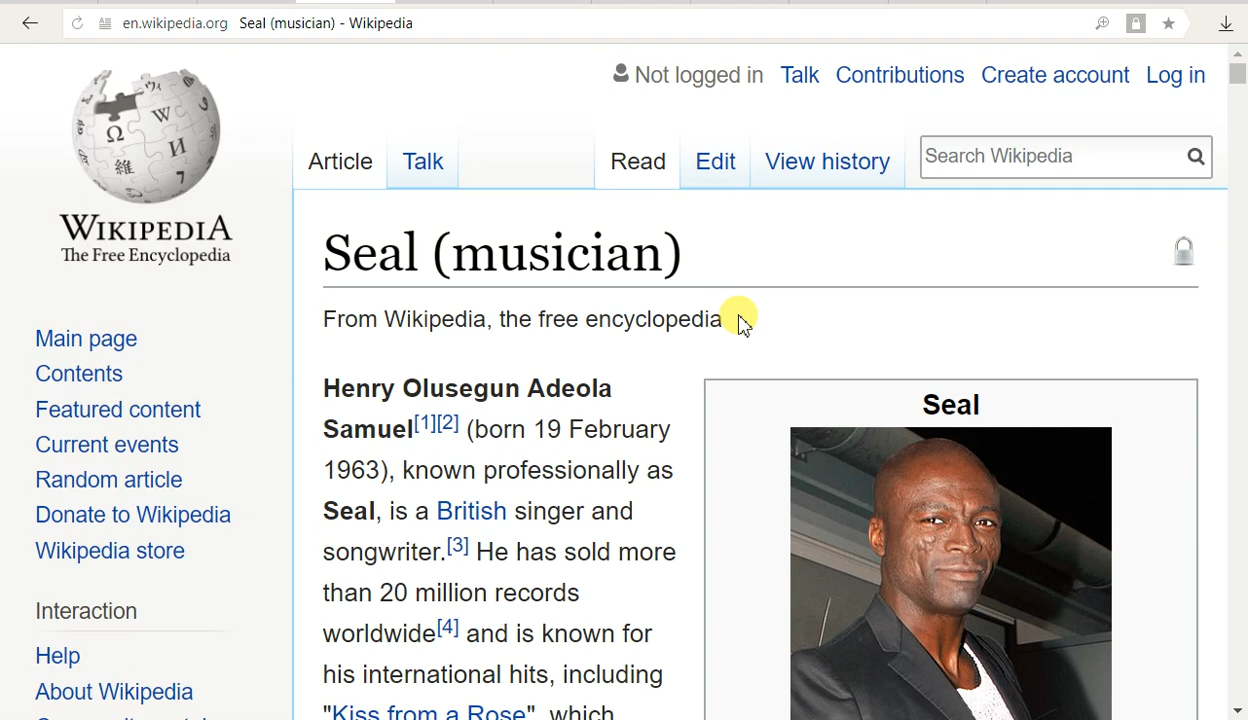 en.wikipedia.org Seal (musician) - Wikipedia
Not logged in Talk Contributions Create account Log in
Article Talk Read Edit View history Search Wikipedia
WIKIPEDIA
The Free Encyclopedia
Main page
Contents
Featured content
Current events
Random article
Donate to Wikipedia
Wikipedia store
Interaction
Help
About Wikipedia
Seal (musician)
From Wikipedia, the free encyclopedia
Henry Olusegun Adeola
Samuel[1][2] (born 19 February
1963), known professionally as
Seal, is a British singer and
songwriter.[3] He has sold more
than 20 million records
worldwide[4] and is known for
his international hits, including
"Kiss from a Rose", which
Seal